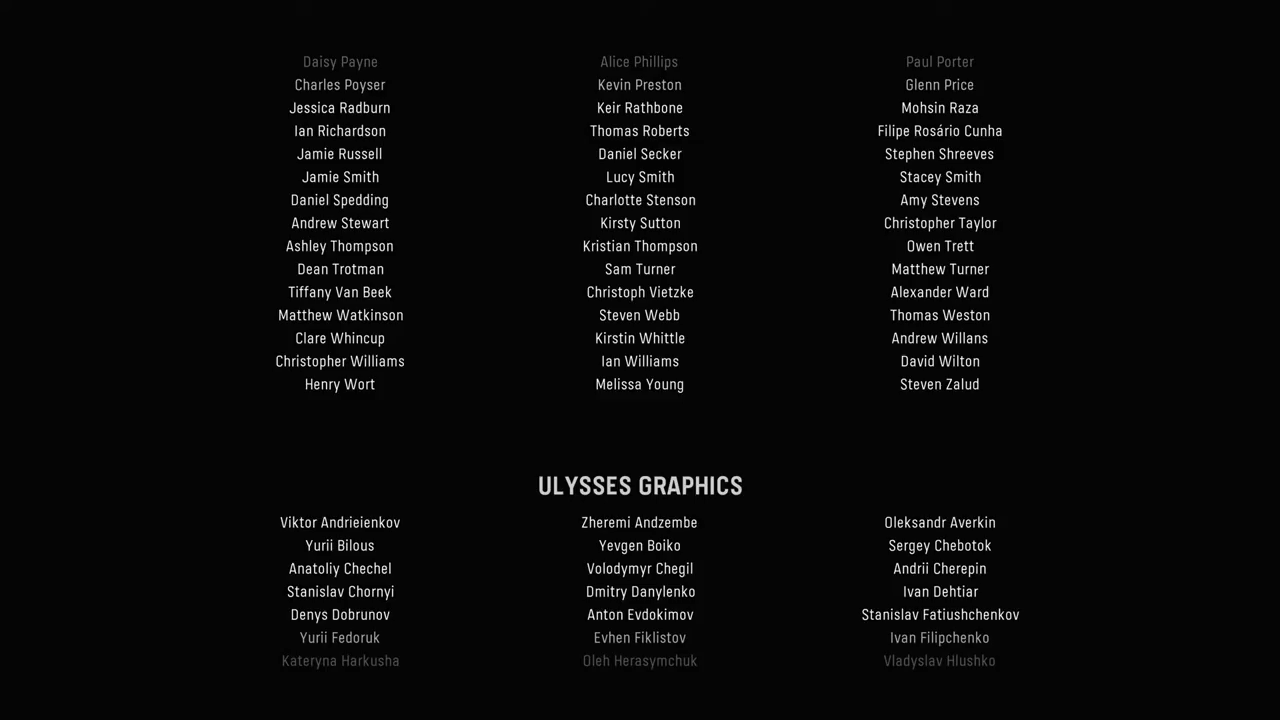 Daisy Payne Alice Phillips Paul Porter
Charles Poyser Kevin Preston Glenn Price
Jessica Radburn Keir Rathbone Mohsin Raza
Ian Richardson Thomas Roberts Filipe Rosário Cunha
Jamie Russell Daniel Secker Stephen Shreeves
Jamie Smith Lucy Smith Stacey Smith
Daniel Spedding Charlotte Stenson Amy Stevens
Andrew Stewart Kirsty Sutton Christopher Taylor
Ashley Thompson Kristian Thompson Owen Trett
Dean Trotman Sam Turner Matthew Turner
Tiffany Van Beek Christoph Vietzke Alexander Ward
Matthew Watkinson Steven Webb Thomas Weston
Clare Whincup Kirstin Whittle Andrew Willans
Christopher Williams Ian Williams David Wilton
Henry Wort Melissa Young Steven Zalud
ULYSSES GRAPHICS
Viktor Andrieienkov Zheremi Andzembe Oleksandr Averkin
Yurii Bilous Yevgen Boiko Sergey Chebotok
Anatoliy Chechel Volodymyr Chegil Andrii Cherepin
Stanislav Chornyi Dmitry Danylenko Ivan Dehtiar
Denys Dobrunov Anton Evdokimov Stanislav Fatiushchenkov
Yurii Fedoruk Evhen Fiklistov Ivan Filipchenko
Kateryna Harkusha Oleh Herasymchuk Vladyslav Hlushko